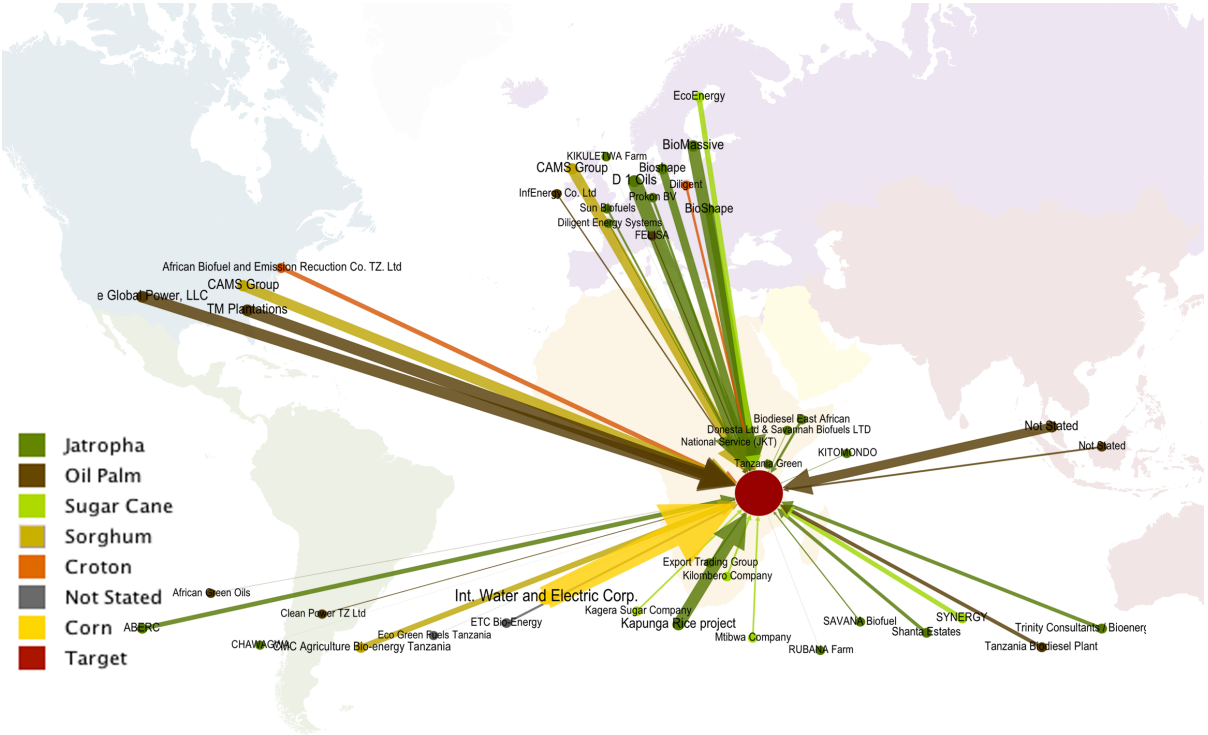 EcoEnergy
BioMassive
KIKULETWA Farm
CAMS Group
Bioshape
D 1 Oils
Diligent
InfEnergy Co. Ltd
Prokon BV
Sun Biofuels
BioShape
Diligent Energy Systems
FELISA
African Biofuel and Emission Recuction Co. TZ. Ltd
CAMS Group
e Global Power, LLC
TM Plantations
Biodiesel East African
Donesta Ltd & Savannah Biofuels LTD
National Service (JKT)
KITOMONDO
Tanzania Green
Not Stated
Not Stated
Jatropha
Oil Palm
Sugar Cane
Sorghum
Croton
Not Stated
Corn
Target
Export Trading Group
Kilombero Company
African Green Oils
Int. Water and Electric Corp.
Kagera Sugar Company
Clean Power TZ Ltd
ABERC
ETC Bio-Energy
Kapunga Rice project
Eco Green Fuels Tanzania
Mtibwa Company
CHAWAGWA
CMC Agriculture Bio-energy Tanzania
RUBANA Farm
SAVANA Biofuel
SYNERGY
Shanta Estates
Trinity Consultants / Bioenerg
Tanzania Biodiesel Plant